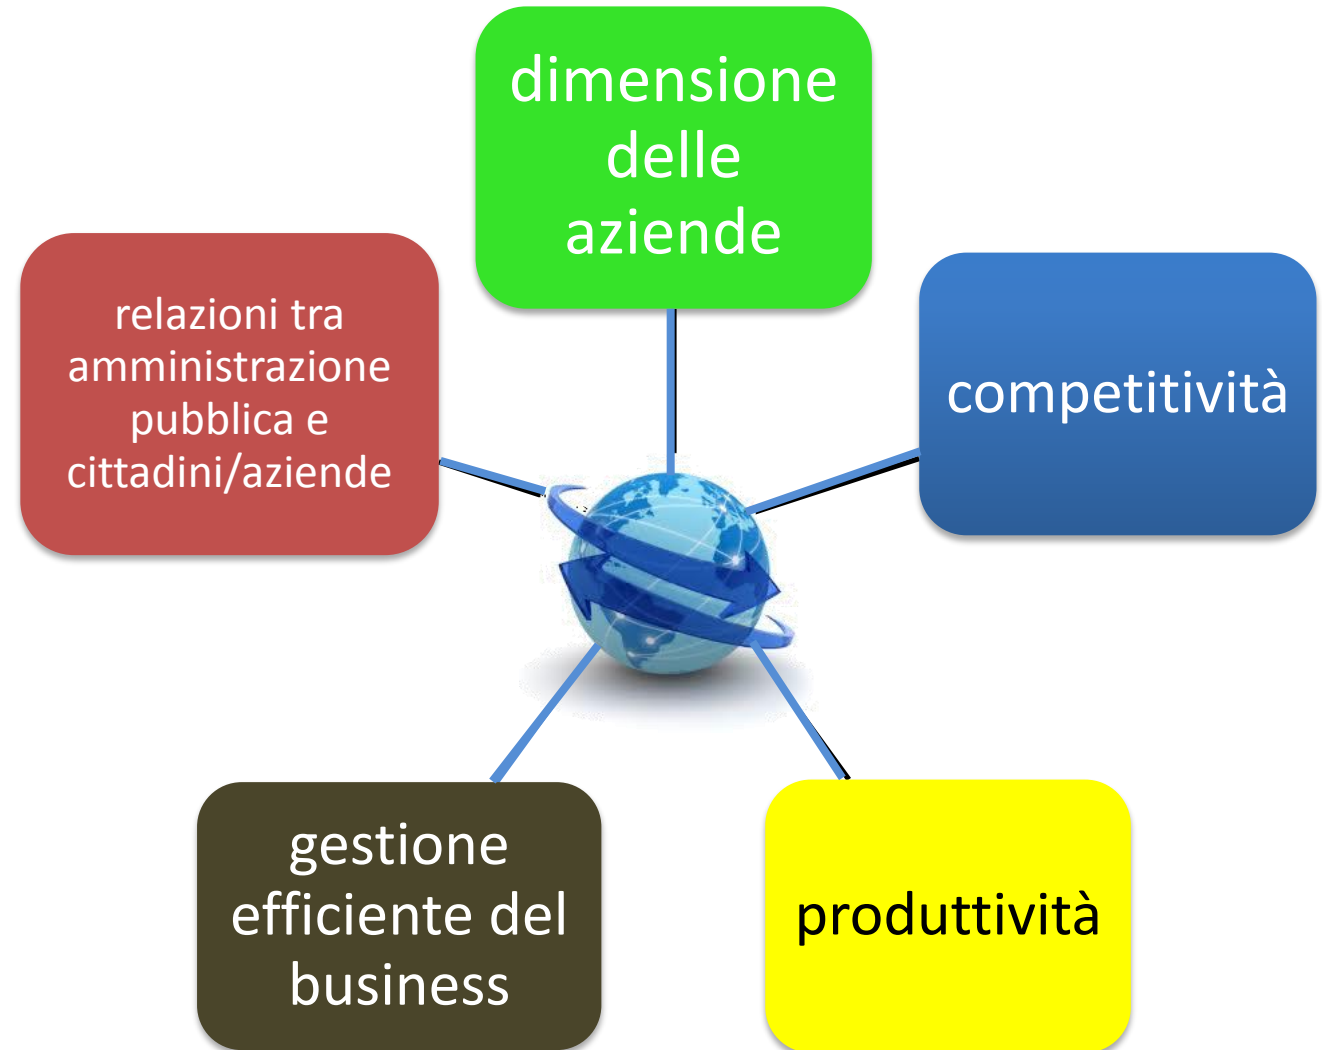 dimensione
delle
aziende
relazioni tra
amministrazione
pubblica e
cittadini/aziende
competitività
gestione
efficiente del
business
produttività